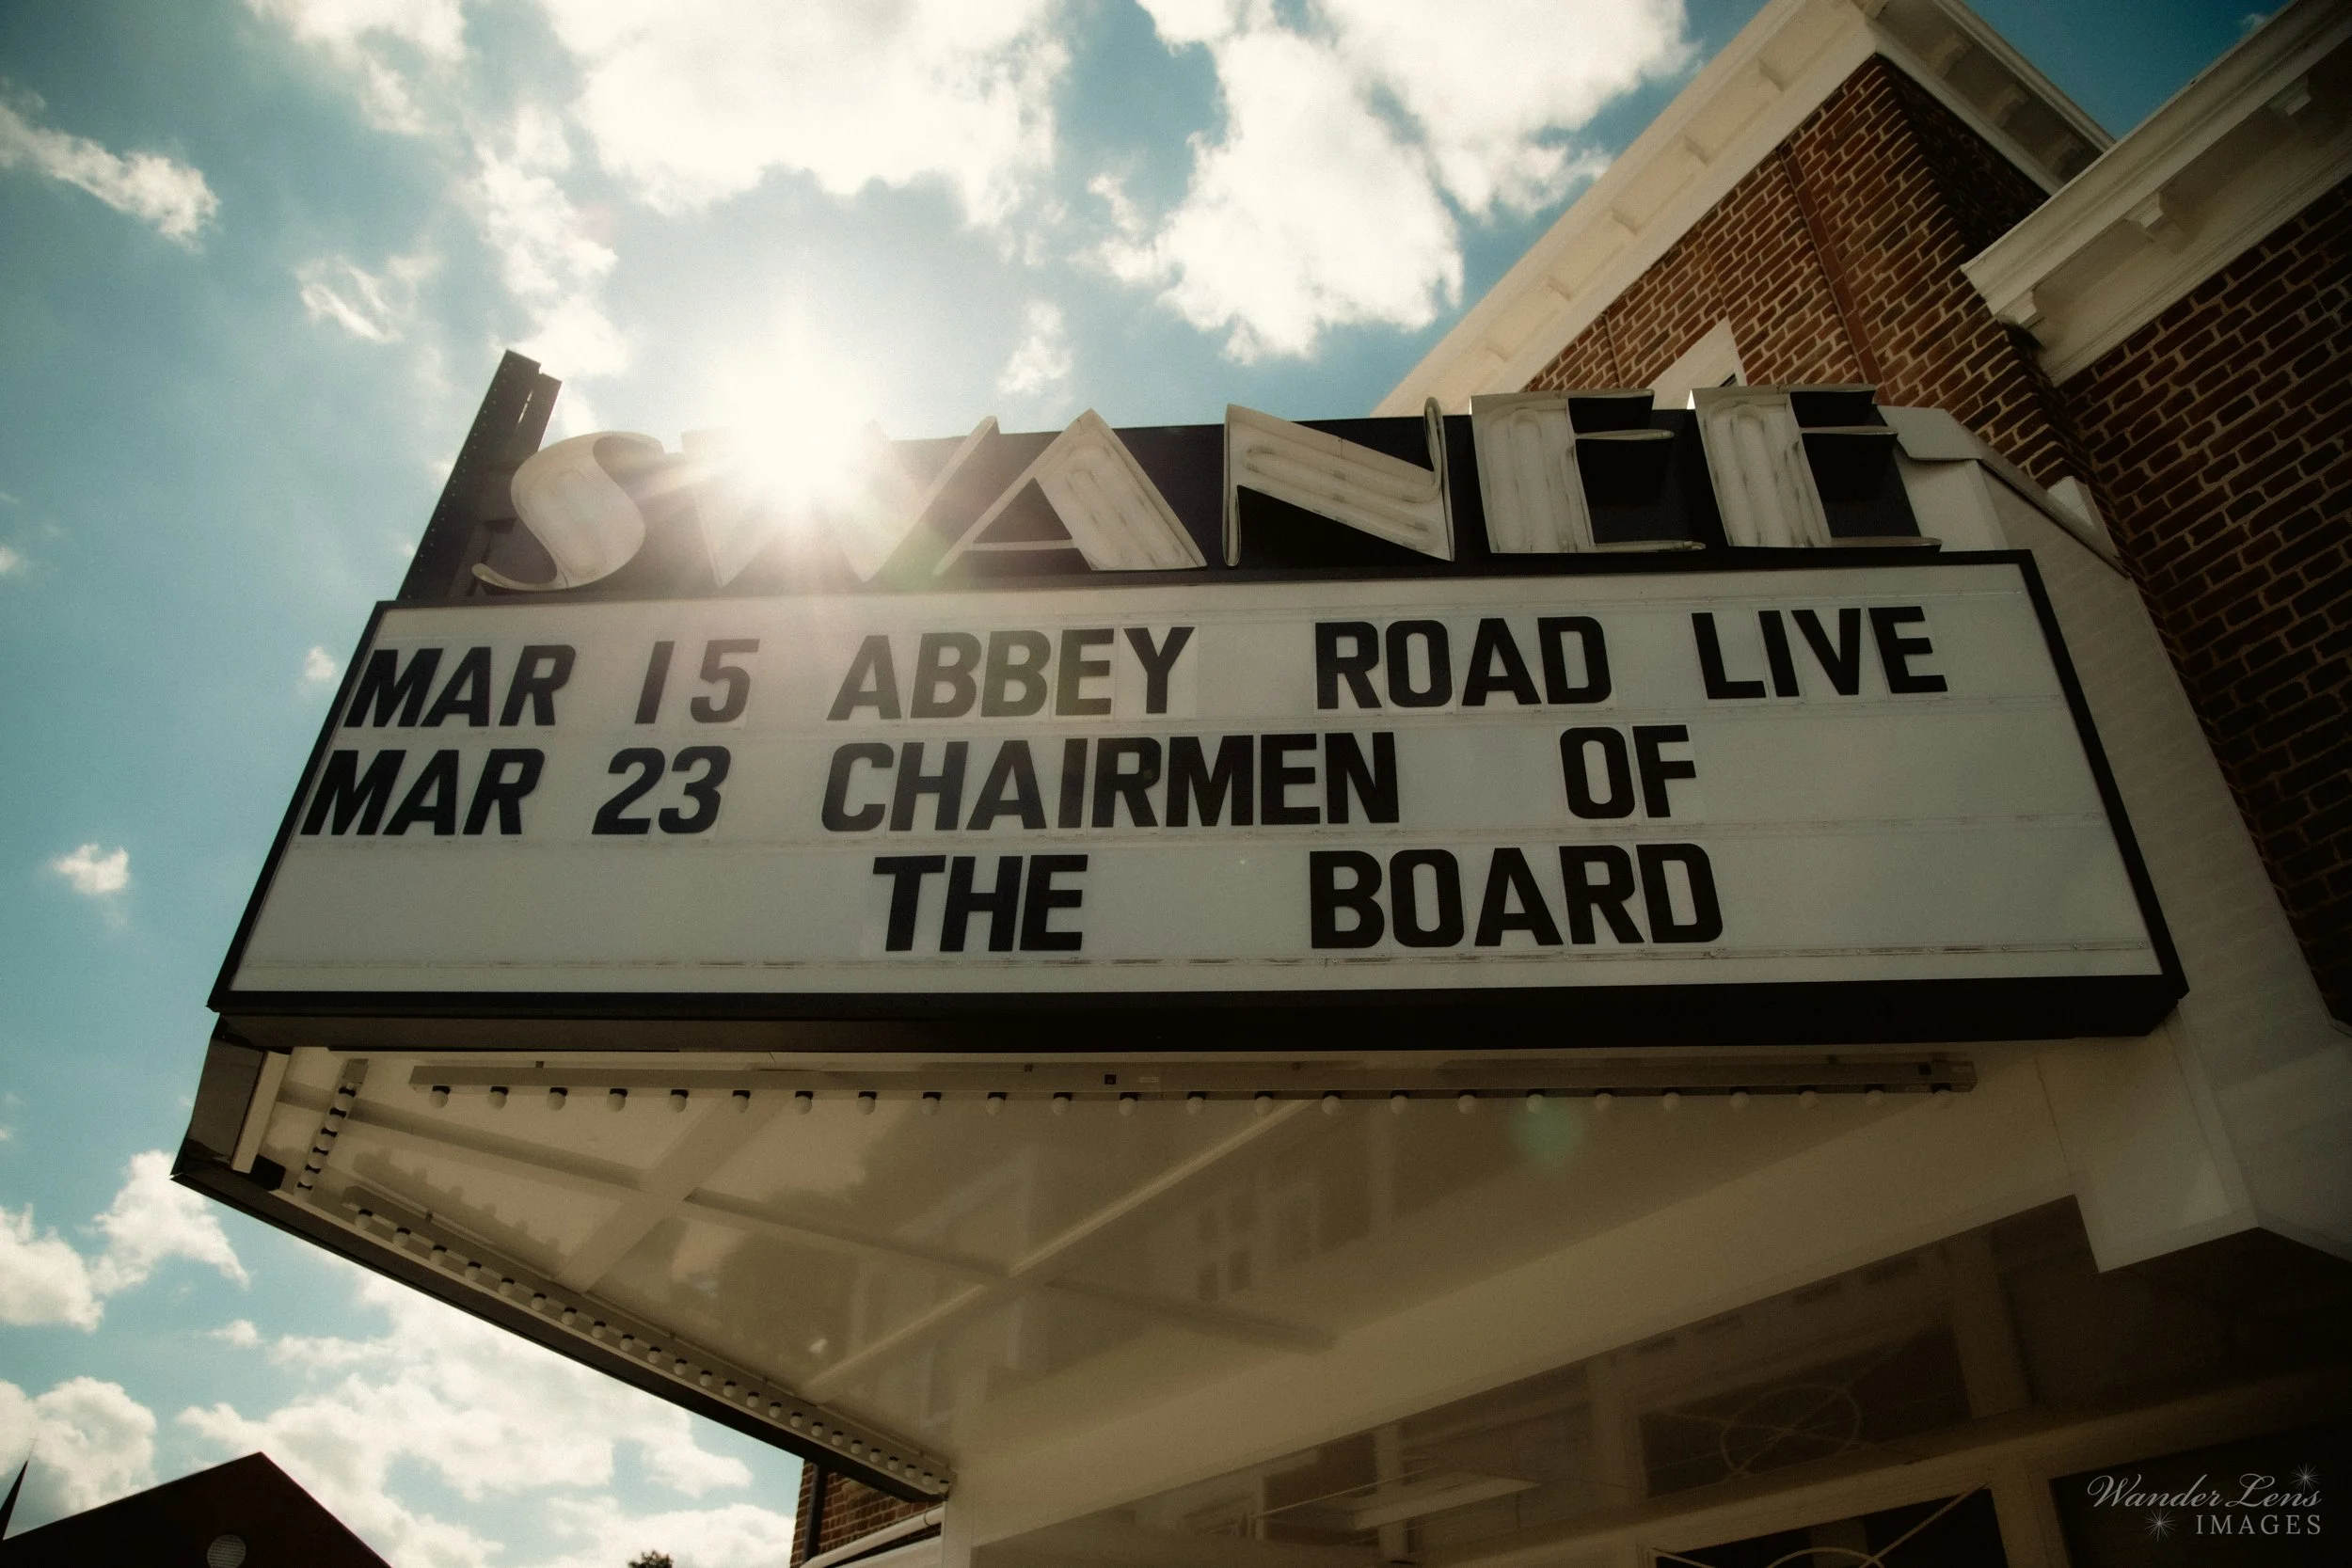 SWANEE
MAR 15 ABBEY ROAD LIVE
MAR 23 CHAIRMEN OF
THE BOARD
Wander Lens
IMAGES